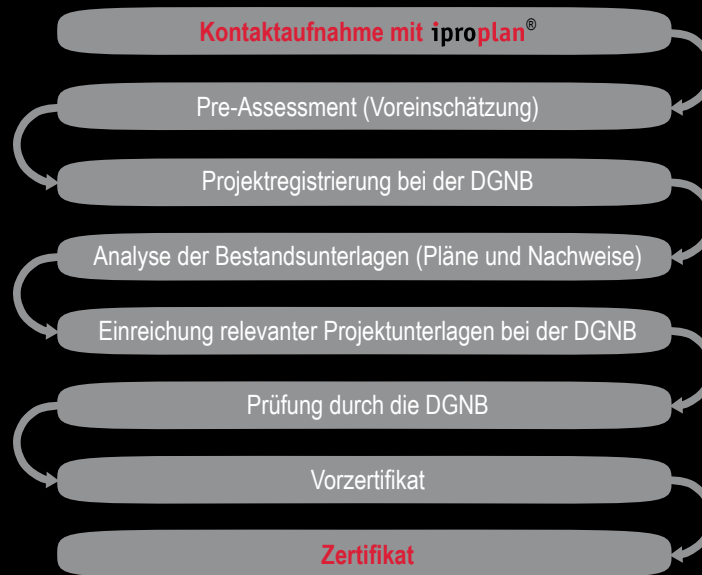 Kontaktaufnahme mit iproplan®
Pre-Assessment (Voreinschätzung)
Projektregistrierung bei der DGNB
Analyse der Bestandsunterlagen (Pläne und Nachweise)
Einreichung relevanter Projektunterlagen bei der DGNB
Prüfung durch die DGNB
Vorzertifikat
Zertifikat